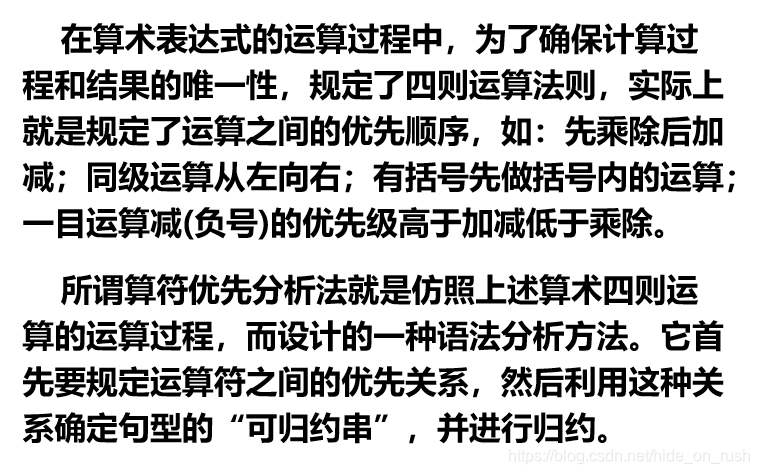 在算术表达式的运算过程中，为了确保计算过
程和结果的唯一性，规定了四则运算法则，实际上
就是规定了运算之间的优先顺序，如：先乘除后加
减；同级运算从左向右；有括号先做括号内的运算；
一目运算减(负号)的优先级高于加减低于乘除。
所谓算符优先分析法就是仿照上述算术四则运
算的运算过程，而设计的一种语法分析方法。它首
先要规定运算符之间的优先关系，然后利用这种关
系确定句型的“可归约串”，并进行归约。
https://blog.csdn.net/hide_on_rush